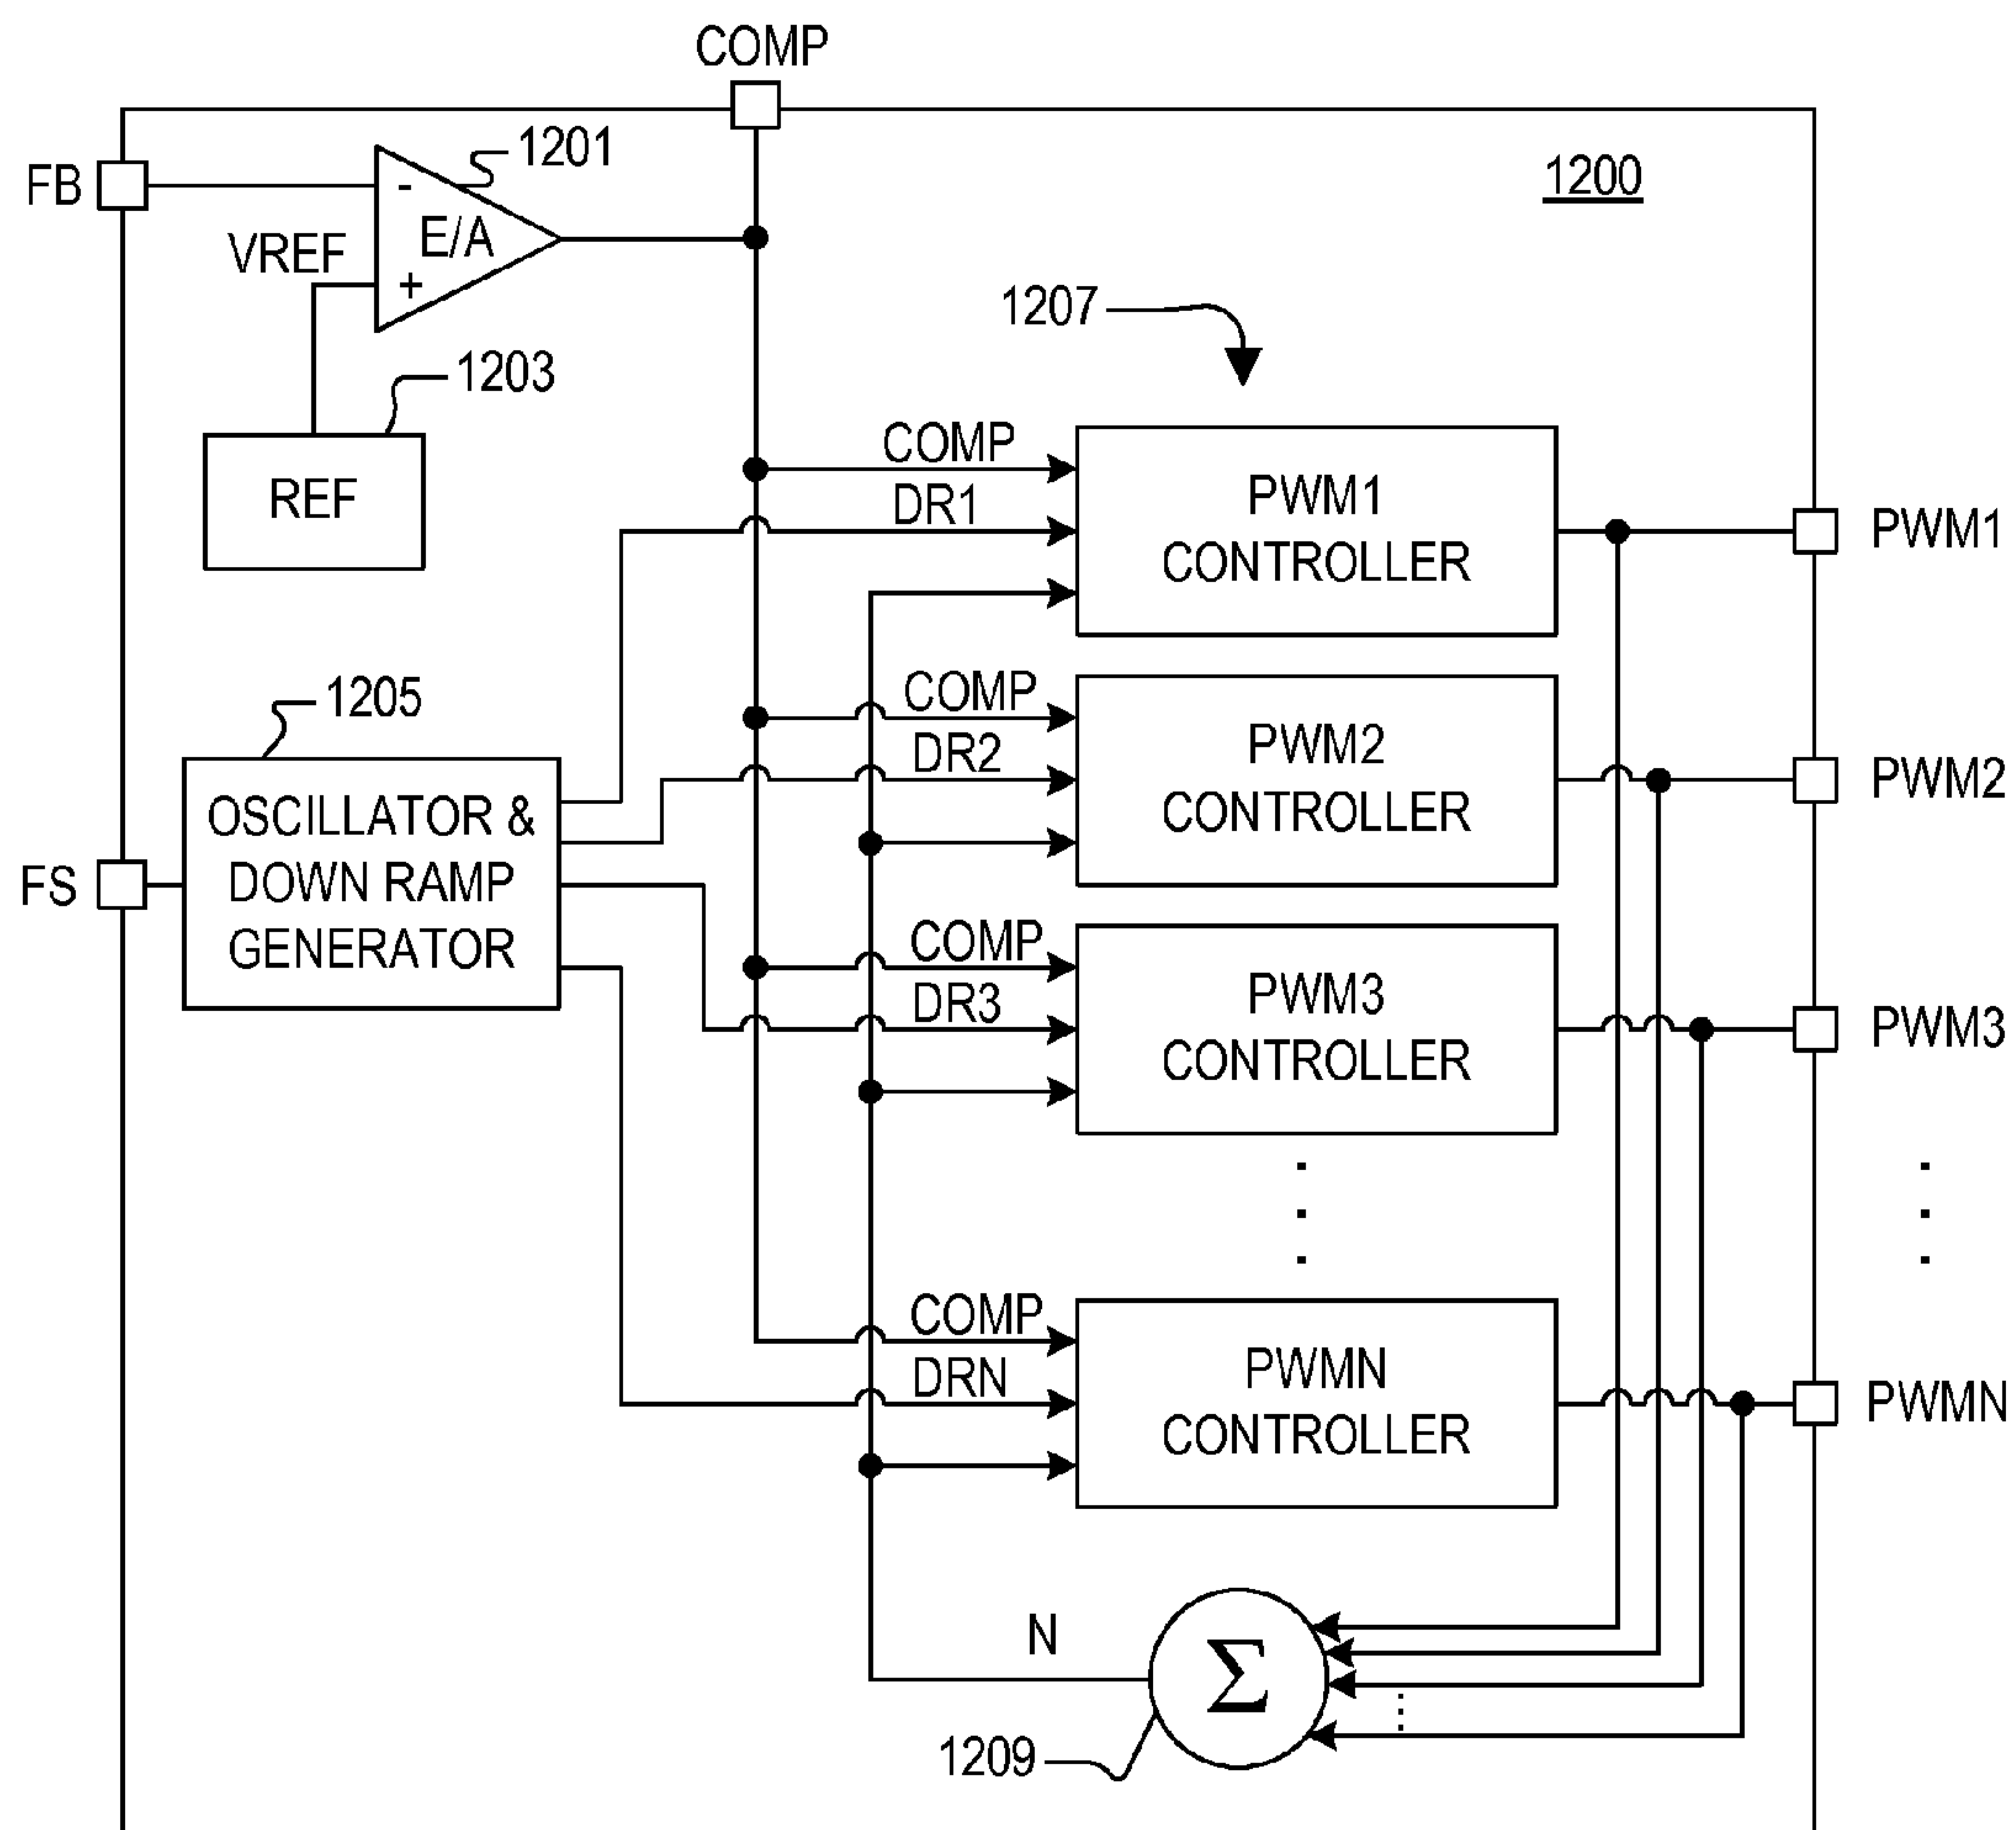 COMP
1201
1200
FB
- 
E/A
VREF
+
1207
1203
REF
COMP
DR1
PWM1
CONTROLLER
PWM1
1205
COMP
DR2
PWM2
CONTROLLER
PWM2
OSCILLATOR &
DOWN RAMP
GENERATOR
FS
COMP
DR3
PWM3
CONTROLLER
PWM3
COMP
DRN
PWMN
CONTROLLER
PWMN
N
Σ
1209